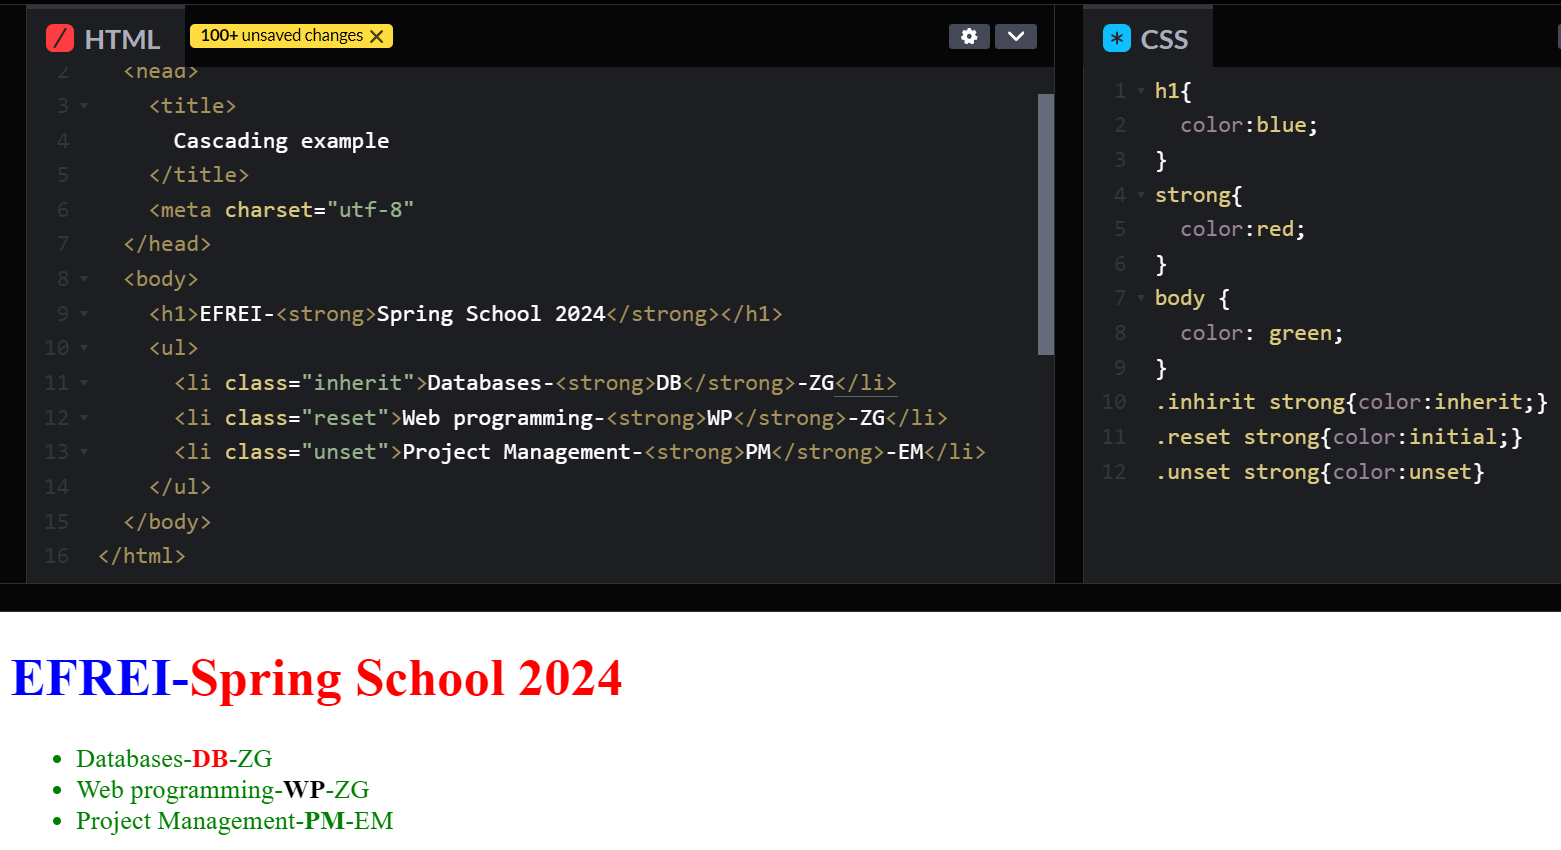 HTML
100+ unsaved changes
2 <head>
3 <title>
4 Cascading example
5 </title>
6 <meta charset="utf-8"
7 </head>
8 <body>
9 <h1>EFREI-<strong>Spring School 2024</strong></h1>
10 <ul>
11 <li class="inherit">Databases-<strong>DB</strong>-ZG</li>
12 <li class="reset">Web programming-<strong>WP</strong>-ZG</li>
13 <li class="unset">Project Management-<strong>PM</strong>-EM</li>
14 </ul>
15 </body>
16 </html>
CSS
1 h1{
2 color:blue;
3 }
4 strong{
5 color:red;
6 }
7 body {
8 color: green;
9 }
10 .inhirit strong{color:inherit;}
11 .reset strong{color:initial;}
12 .unset strong{color:unset}
EFREI-Spring School 2024
• Databases-DB-ZG
• Web programming-WP-ZG
• Project Management-PM-EM